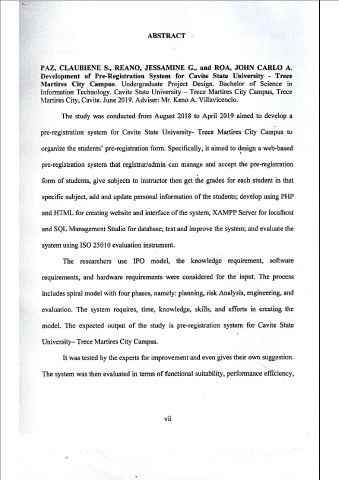 ABSTRACT
PAZ, CLAUBIENE S., REANO, JESSAMINE G., and ROA, JOHN CARLO A.
Development of Pre-Registration System for Cavite State University - Trece
Martires City Campus. Undergraduate Project Design. Bachelor of Science in
Information Technology. Cavite State University – Trece Martires City Campus, Trece
Martires City, Cavite. June 2019. Adviser: Mr. Keno A. Villavicencio.
The study was conducted from August 2018 to April 2019 aimed to develop a
pre-registration system for Cavite State University- Trece Martires City Campus to
organize the students' pre-registration form. Specifically, it aimed to design a web-based
pre-registration system that registrar/admin can manage and accept the pre-registration
form of students, give subjects to instructor then get the grades for each student in that
specific subject, add and update personal information of the students; develop using PHP
and HTML for creating website and interface of the system, XAMPP Server for localhost
and SQL Management Studio for database; test and improve the system; and evaluate the
system using ISO 25010 evaluation instrument.
The researchers use IPO model, the knowledge requirement, software
requirements, and hardware requirements were considered for the input. The process
includes spiral model with four phases, namely: planning, risk Analysis, engineering, and
evaluation. The system requires, time, knowledge, skills, and efforts in creating the
model. The expected output of the study is pre-registration system for Cavite State
University– Trece Martires City Campus.
It was tested by the experts for improvement and even gives their own suggestion.
The system was then evaluated in terms of functional suitability, performance efficiency,
vii